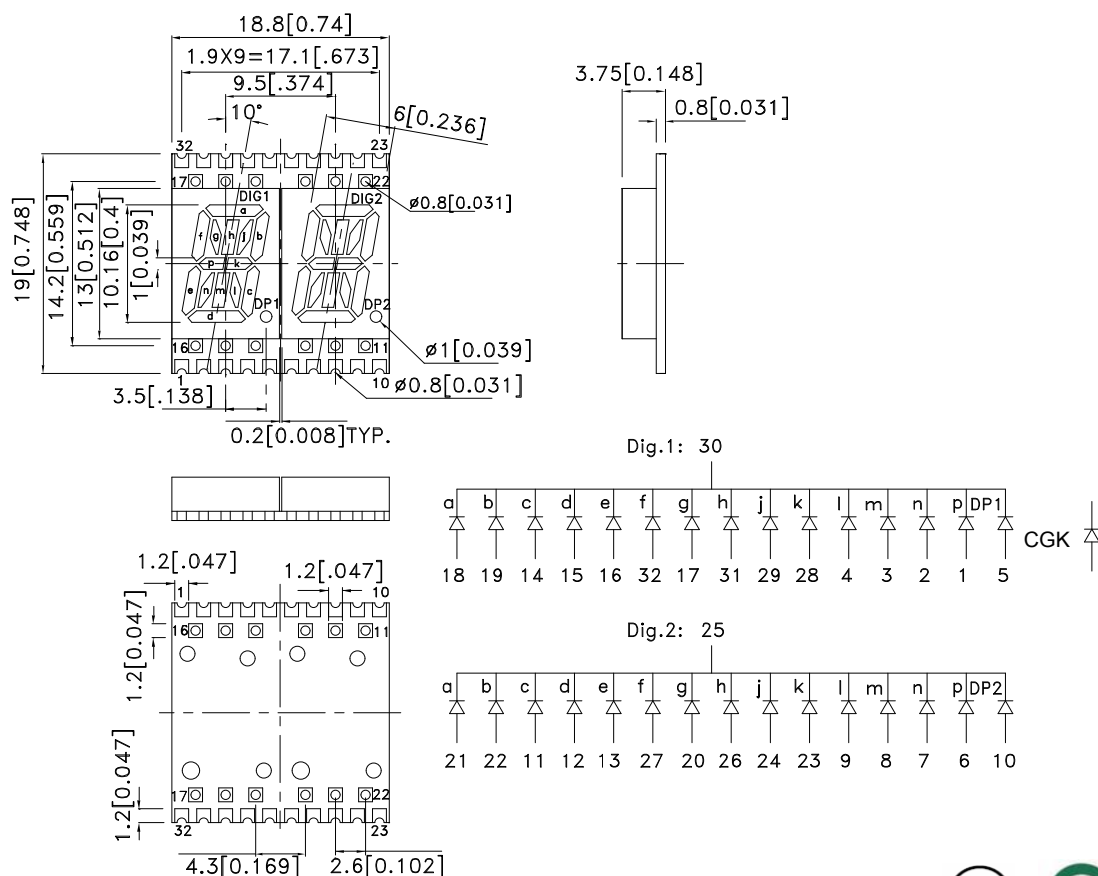 18.8[0.74]
1.9X9=17.1[.673]
9.5[.374]
10°
6[0.236]
32
23
17
22
DIG1
DIG2
ø0.8[0.031]
a
f g h j b
p k
e n m l c
d
DP1
DP2
16
11
1
10
ø1[0.039]
ø0.8[0.031]
19[0.748]
14.2[0.559]
13[0.512]
10.16[0.4]
1[0.039]
3.5[.138]
0.2[0.008]TYP.
3.75[0.148]
0.8[0.031]
Dig.1: 30
a b c d e f g h j k l m n p DP1
18 19 14 15 16 32 17 31 29 28 4 3 2 1 5
CGK
Dig.2: 25
a b c d e f g h j k l m n p DP2
21 22 11 12 13 27 20 26 24 23 9 8 7 6 10
1.2[.047]
1.2[.047]
1
10
16
11
1.2[0.047]
1.2[0.047]
17
22
32
23
4.3[0.169]
2.6[0.102]